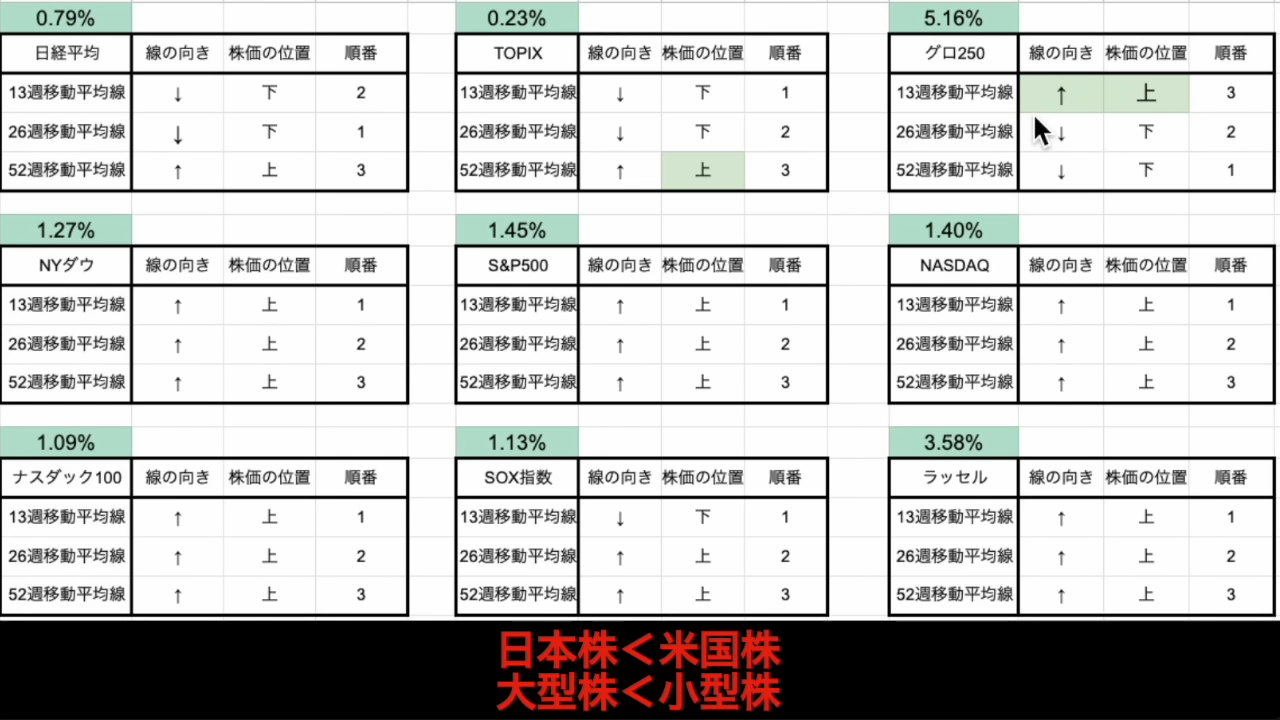 0.79% 0.23% 5.16%
日経平均 線の向き 株価の位置 順番 TOPIX 線の向き 株価の位置 順番 グロ250 線の向き 株価の位置 順番
13週移動平均線 ↓ 下 2 13週移動平均線 ↓ 下 1 13週移動平均線 ↑ 上 3
26週移動平均線 ↓ 下 1 26週移動平均線 ↓ 下 2 26週移動平均線 ↓ 下 2
52週移動平均線 ↑ 上 3 52週移動平均線 ↑ 上 3 52週移動平均線 ↓ 下 1
1.27% 1.45% 1.40%
NYダウ 線の向き 株価の位置 順番 S&P500 線の向き 株価の位置 順番 NASDAQ 線の向き 株価の位置 順番
13週移動平均線 ↑ 上 1 13週移動平均線 ↑ 上 1 13週移動平均線 ↑ 上 1
26週移動平均線 ↑ 上 2 26週移動平均線 ↑ 上 2 26週移動平均線 ↑ 上 2
52週移動平均線 ↑ 上 3 52週移動平均線 ↑ 上 3 52週移動平均線 ↑ 上 3
1.09% 1.13% 3.58%
ナスダック100 線の向き 株価の位置 順番 SOX指数 線の向き 株価の位置 順番 ラッセル 線の向き 株価の位置 順番
13週移動平均線 ↑ 上 1 13週移動平均線 ↓ 下 1 13週移動平均線 ↑ 上 1
26週移動平均線 ↑ 上 2 26週移動平均線 ↑ 上 2 26週移動平均線 ↑ 上 2
52週移動平均線 ↑ 上 3 52週移動平均線 ↑ 上 3 52週移動平均線 ↑ 上 3
日本株＜米国株
大型株＜小型株